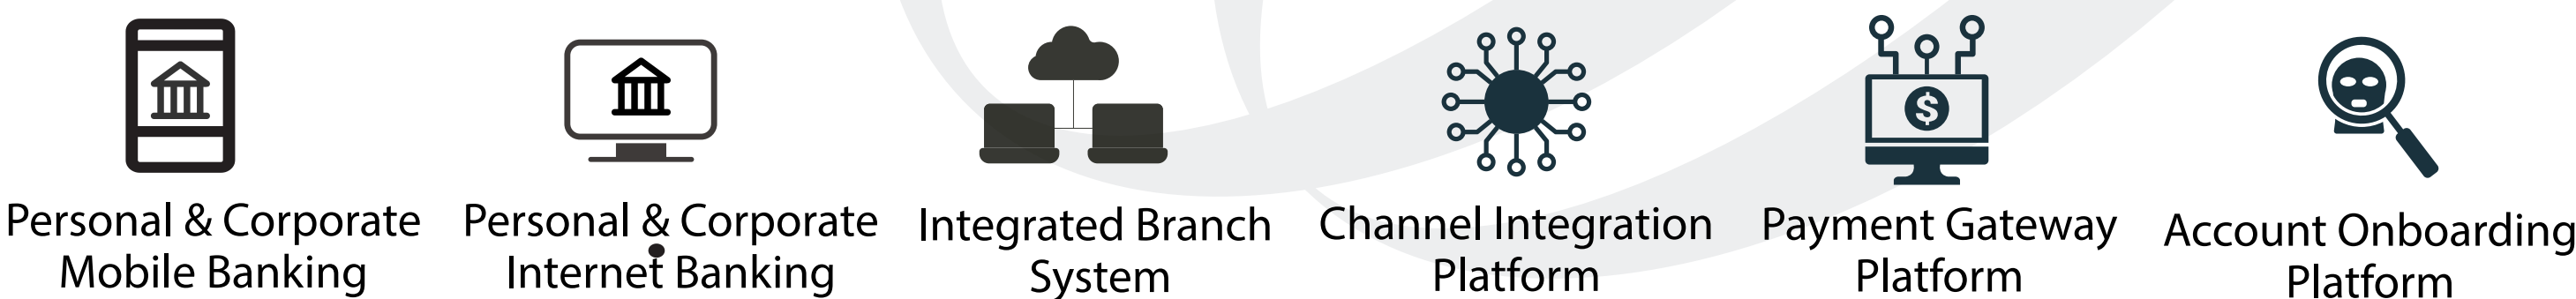 Personal & Corporate
Mobile Banking
Personal & Corporate
Internet Banking
Integrated Branch
System
Channel Integration
Platform
Payment Gateway
Platform
Account Onboarding
Platform
$